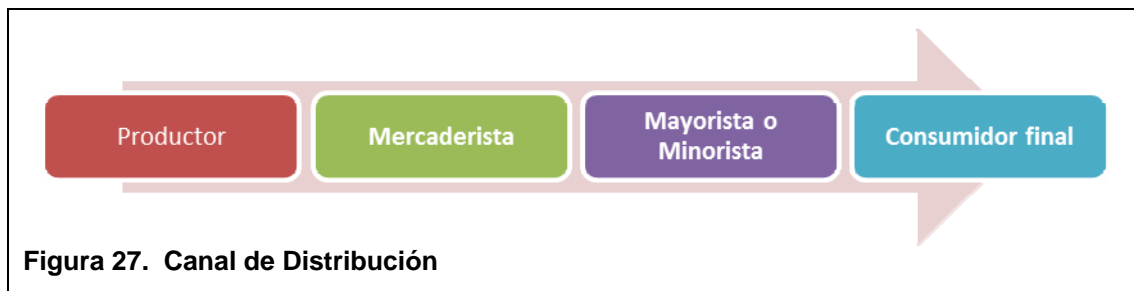 Productor
Mercaderista
Mayorista o
Minorista
Consumidor final
Figura 27.  Canal de Distribución